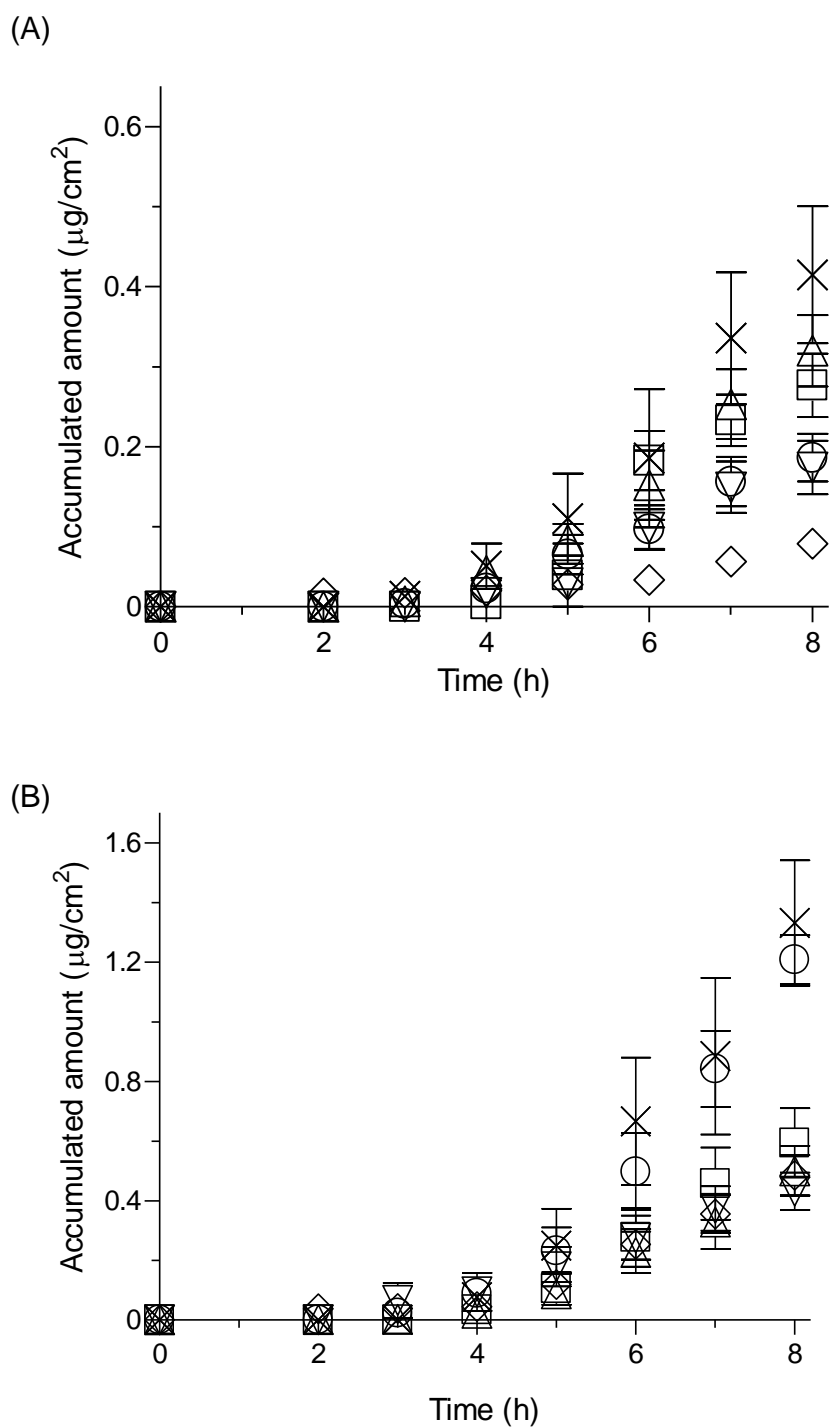 (A)
Accumulated amount (μg/cm²)
0.6
0.4
0.2
0
0 2 4 6 8
Time (h)
(B)
Accumulated amount (μg/cm²)
1.6
1.2
0.8
0.4
0
0 2 4 6 8
Time (h)